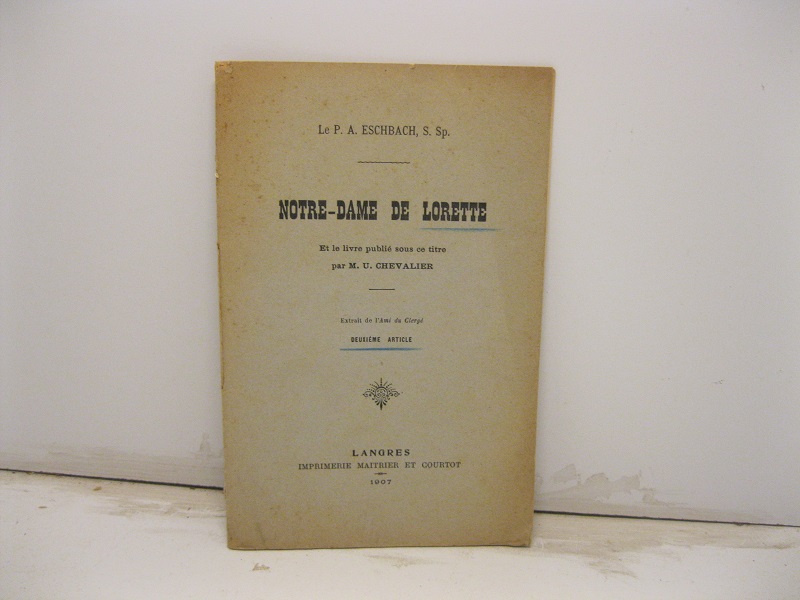 Le P. A. ESCHBACH, S. Sp.
NOTRE-DAME DE LORETTE
Et le livre publié sous ce titre
par M. U. CHEVALIER
Extrait de l'Ami du Clergé
DEUXIÈME ARTICLE
LANGRES
IMPRIMERIE MAITRIER ET COURTOT
1907